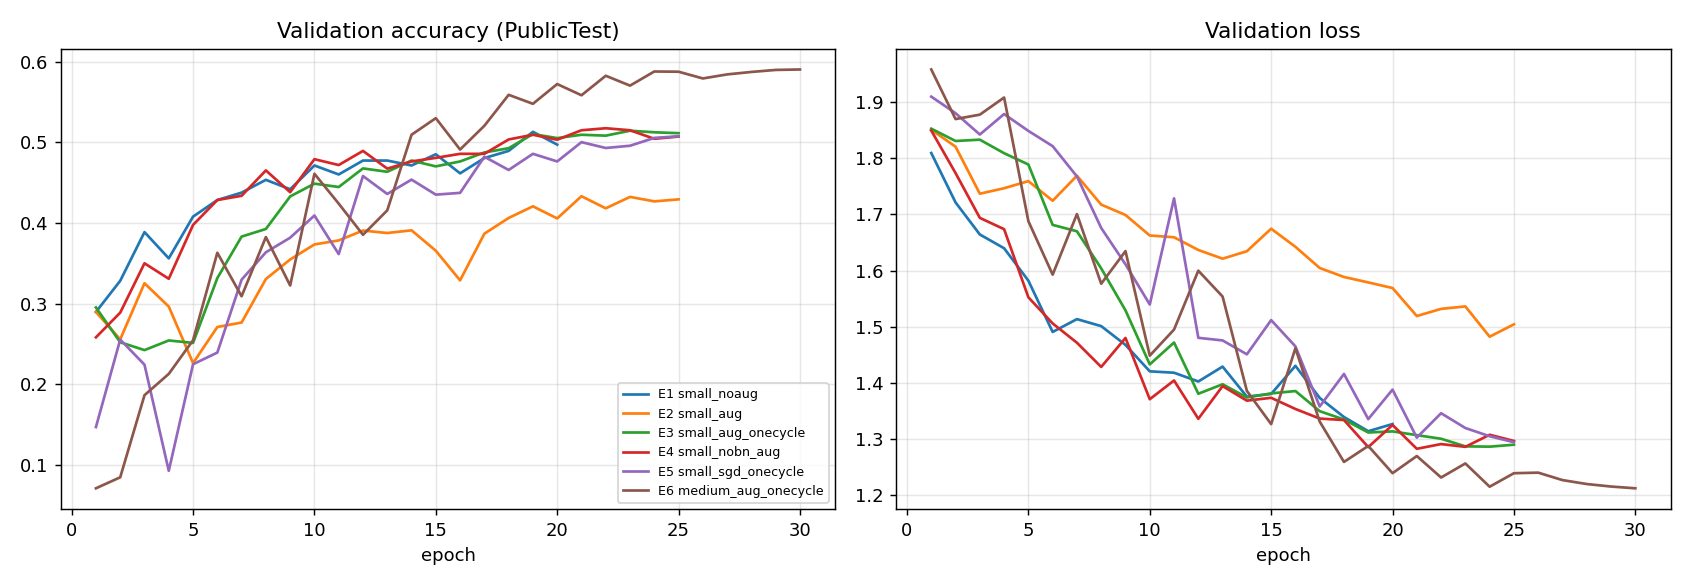 Validation accuracy (PublicTest)
0.6
0.5
0.4
0.3
0.2
0.1
E1 small_noaug
E2 small_aug
E3 small_aug_onecycle
E4 small_nobn_aug
E5 small_sgd_onecycle
E6 medium_aug_onecycle
0 5 10 15 20 25 30
epoch
Validation loss
1.9
1.8
1.7
1.6
1.5
1.4
1.3
1.2
0 5 10 15 20 25 30
epoch